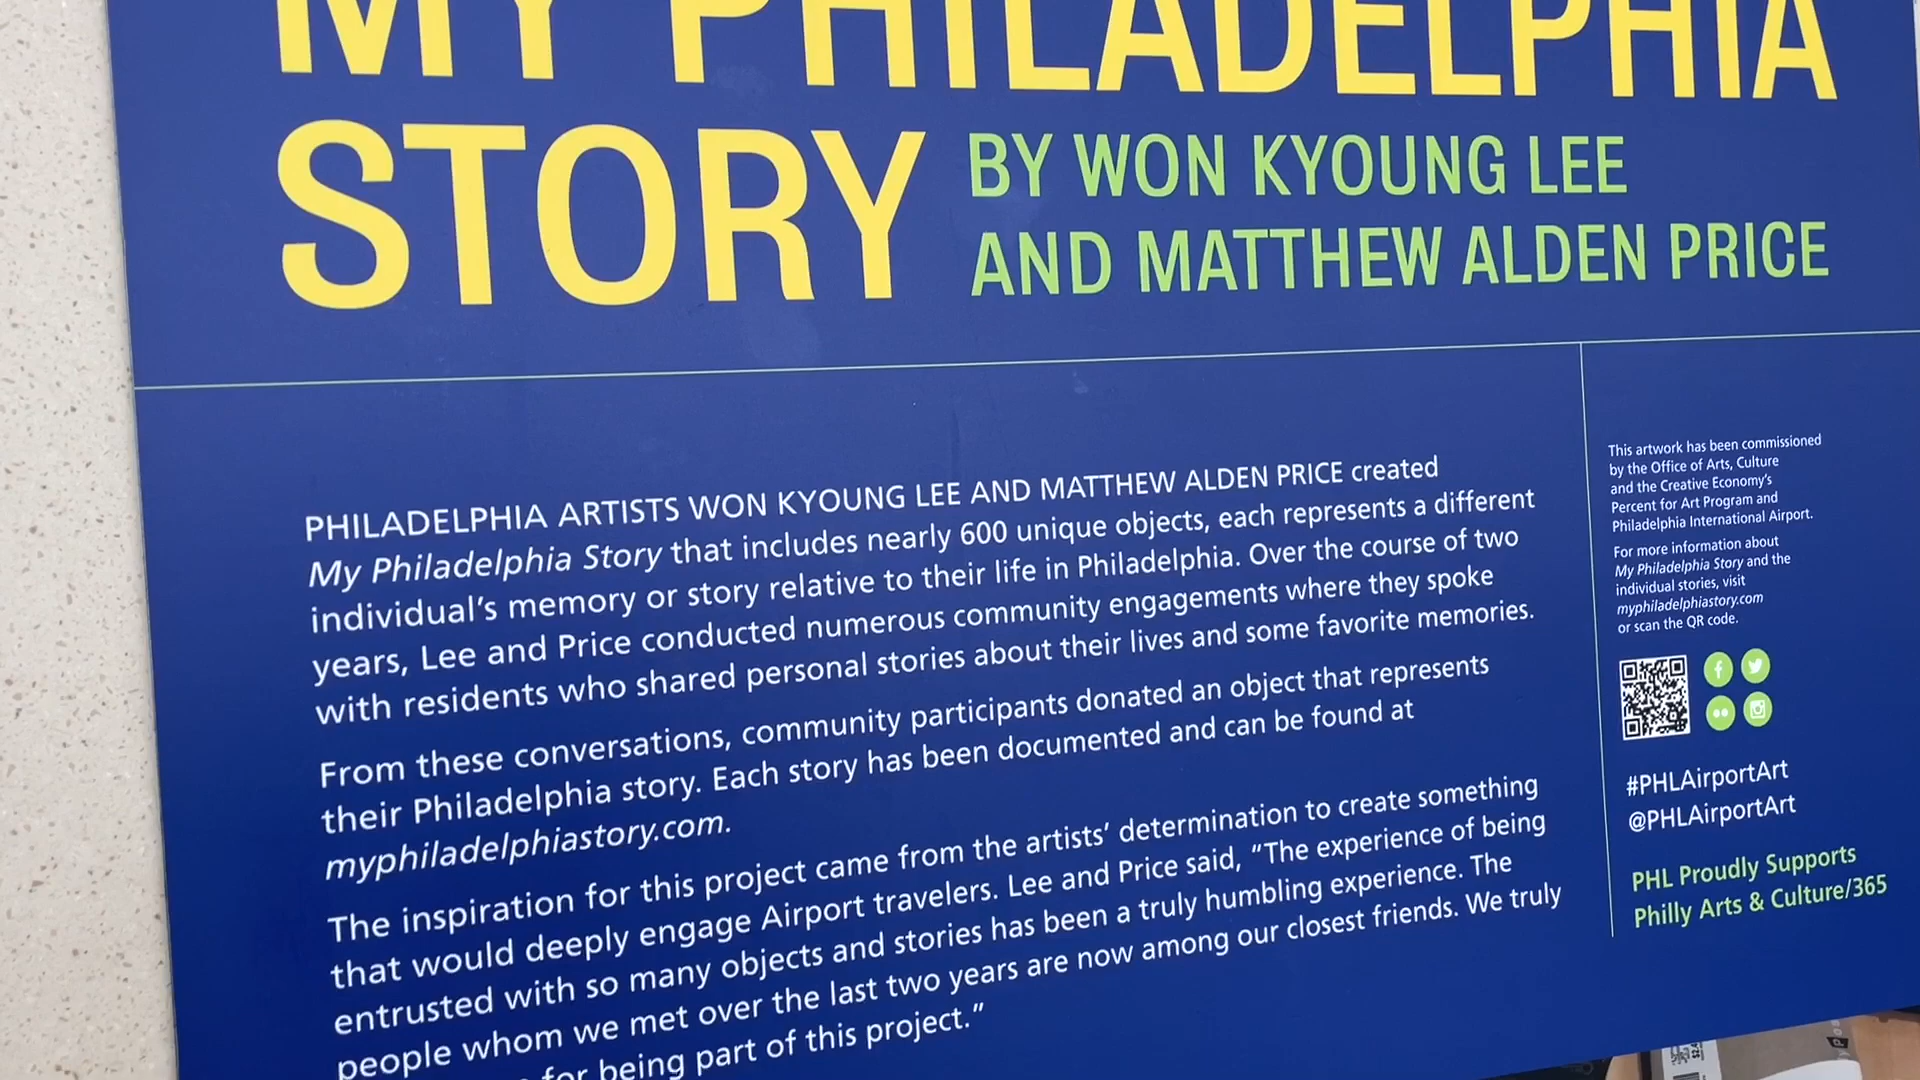 MY PHILADELPHIA
STORY
BY WON KYOUNG LEE
AND MATTHEW ALDEN PRICE
PHILADELPHIA ARTISTS WON KYOUNG LEE AND MATTHEW ALDEN PRICE created
My Philadelphia Story that includes nearly 600 unique objects, each represents a different
individual’s memory or story relative to their life in Philadelphia. Over the course of two
years, Lee and Price conducted numerous community engagements where they spoke
with residents who shared personal stories about their lives and some favorite memories.
From these conversations, community participants donated an object that represents
their Philadelphia story. Each story has been documented and can be found at
myphiladelphiastory.com.
The inspiration for this project came from the artists’ determination to create something
that would deeply engage Airport travelers. Lee and Price said, “The experience of being
entrusted with so many objects and stories has been a truly humbling experience. The
people whom we met over the last two years are now among our closest friends. We truly
for being part of this project.”
This artwork has been commissioned
by the Office of Arts, Culture
and the Creative Economy’s
Percent for Art Program and
Philadelphia International Airport.
For more information about
My Philadelphia Story and the
individual stories, visit
myphiladelphiastory.com
or scan the QR code.
#PHLAirportArt
@PHLAirportArt
PHL Proudly Supports
Philly Arts & Culture/365